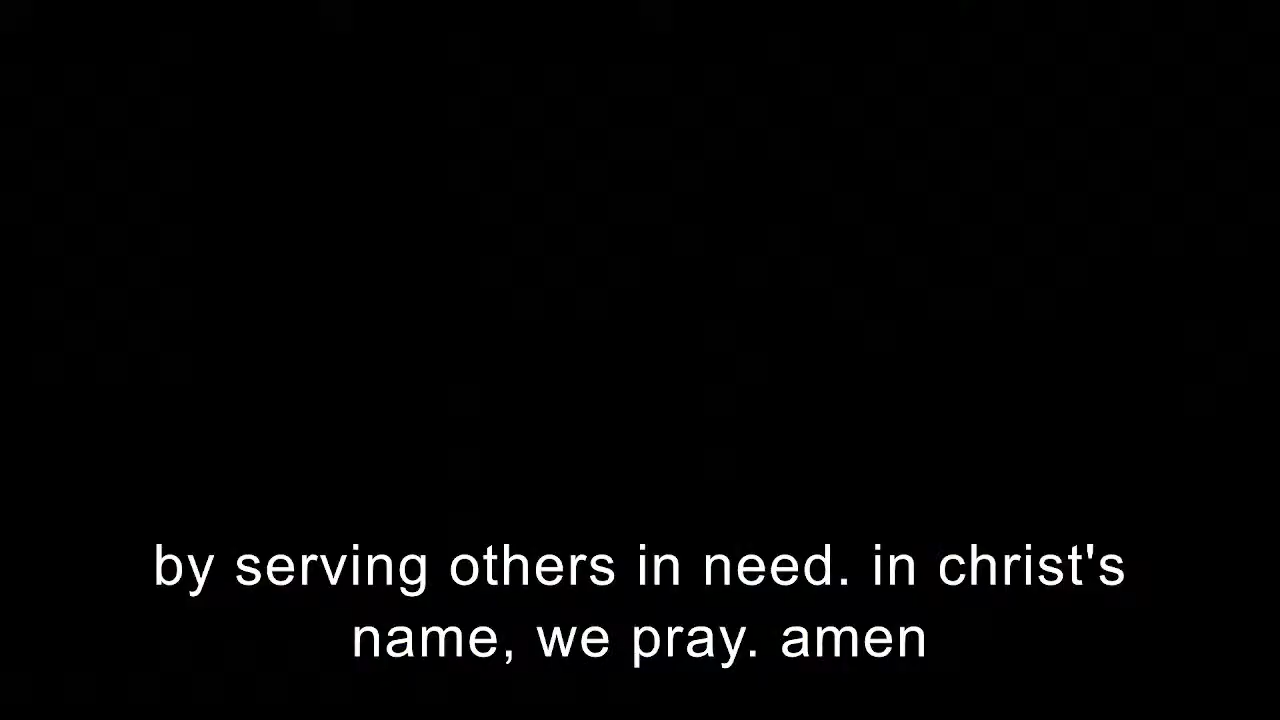 by serving others in need. in christ's
name, we pray. amen